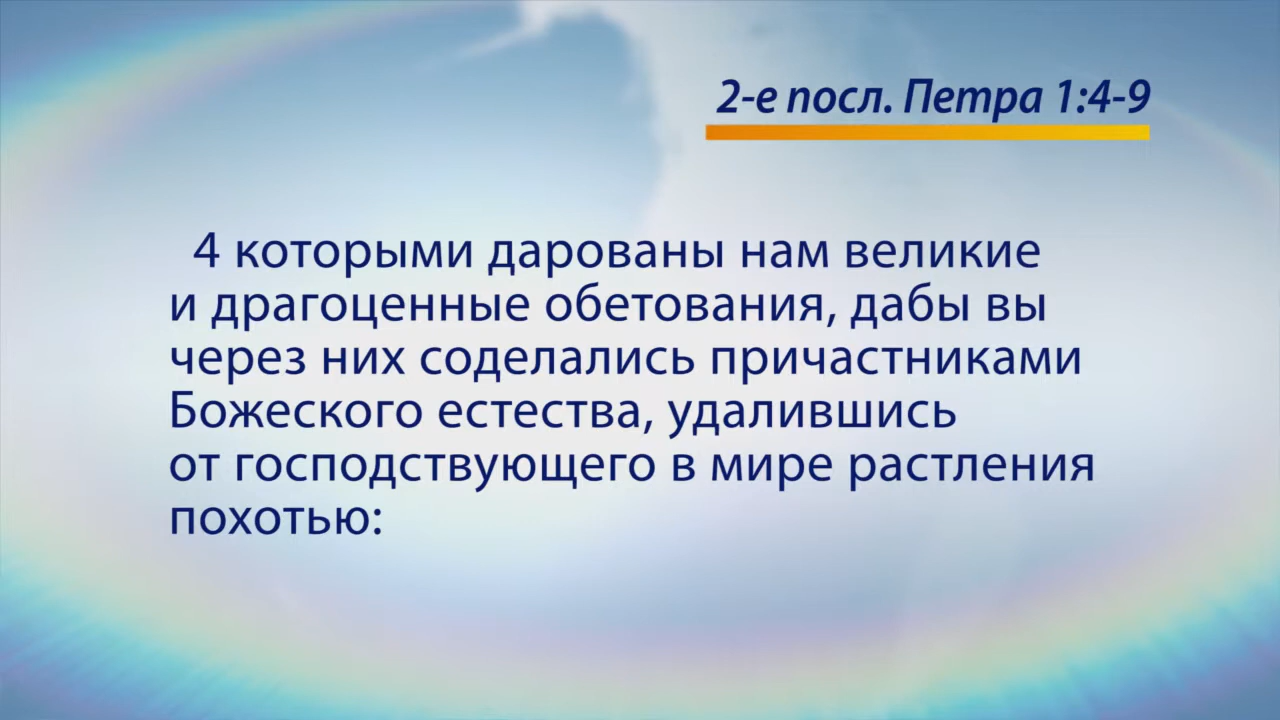 2-е посл. Петра 1:4-9
4 которыми дарованы нам великие
и драгоценные обетования, дабы вы
через них соделались причастниками
Божеского естества, удалившись
от господствующего в мире растления
похотью: